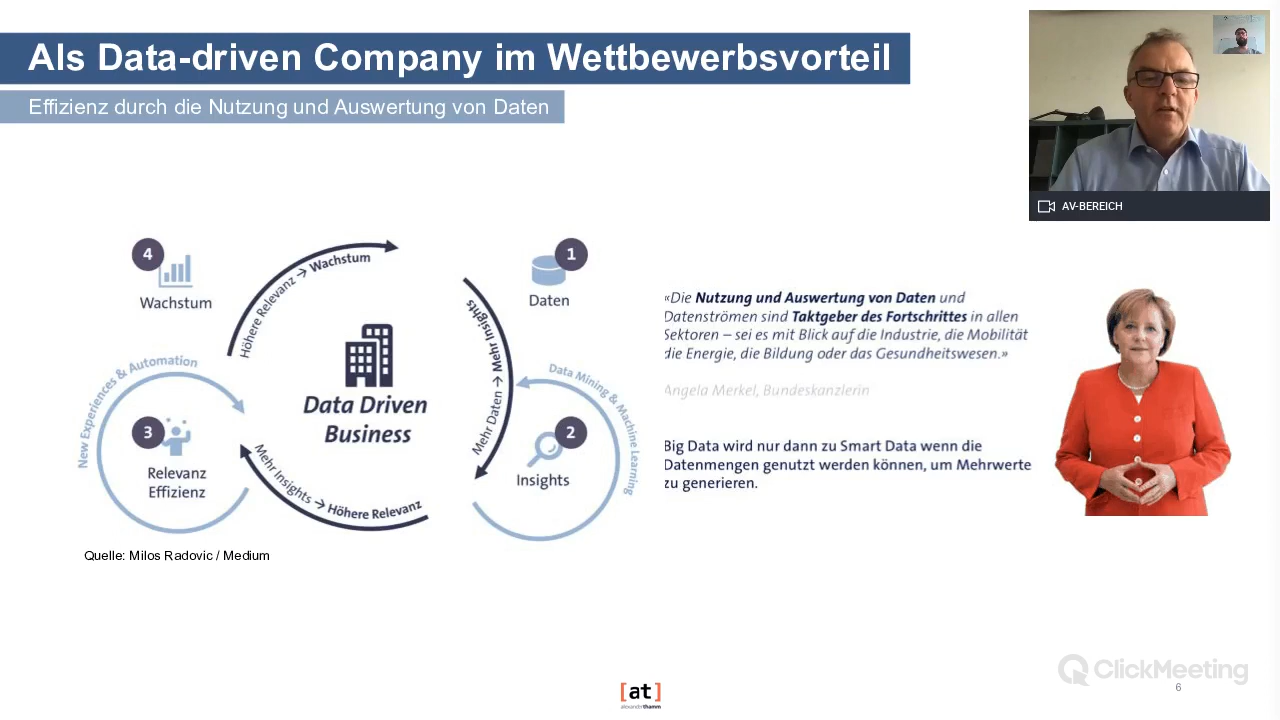 Als Data-driven Company im Wettbewerbsvorteil
Effizienz durch die Nutzung und Auswertung von Daten
AV-BEREICH
4
Wachstum
Höhere Relevanz → Wachstum
1
Daten
Mehr Daten → Mehr Insights
Data Driven
Business
New Experiences & Automation
Data Mining & Machine Learning
3
Relevanz
Effizienz
Mehr Insights → Höhere Relevanz
2
Insights
Quelle: Milos Radovic / Medium
«Die Nutzung und Auswertung von Daten und
Datenströmen sind Taktgeber des Fortschrittes in allen
Sektoren – sei es mit Blick auf die Industrie, die Mobilität
die Energie, die Bildung oder das Gesundheitswesen.»
Angela Merkel, Bundeskanzlerin
Big Data wird nur dann zu Smart Data wenn die
Datenmengen genutzt werden können, um Mehrwerte
zu generieren.
ClickMeeting
6
[at]
alexanderthamm